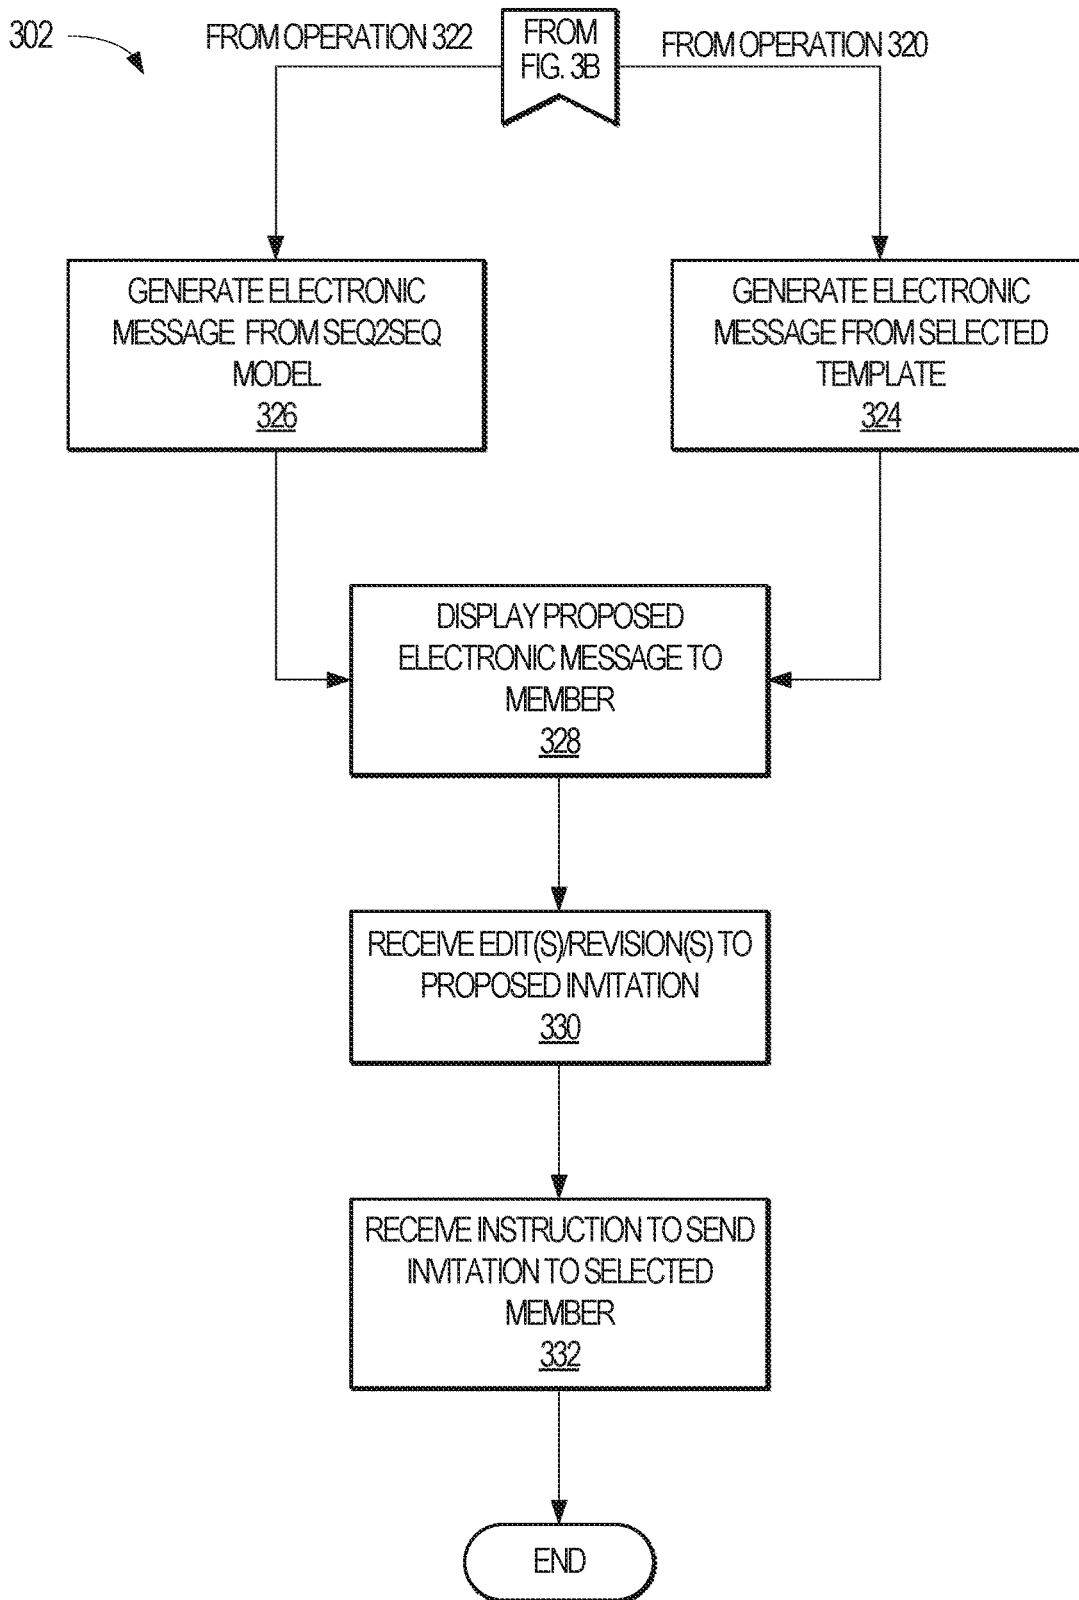 302
FROM OPERATION 322
FROM
FIG. 3B
FROM OPERATION 320
GENERATE ELECTRONIC
MESSAGE FROM SEQ2SEQ
MODEL
326
GENERATE ELECTRONIC
MESSAGE FROM SELECTED
TEMPLATE
324
DISPLAY PROPOSED
ELECTRONIC MESSAGE TO
MEMBER
328
RECEIVE EDIT(S)/REVISION(S) TO
PROPOSED INVITATION
330
RECEIVE INSTRUCTION TO SEND
INVITATION TO SELECTED
MEMBER
332
END